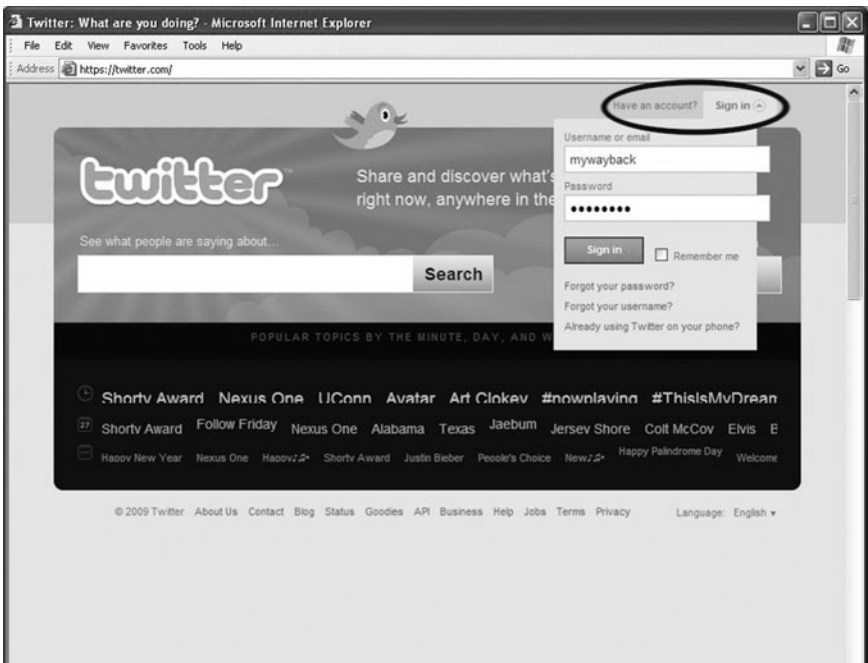 Twitter: What are you doing? - Microsoft Internet Explorer
File Edit View Favorites Tools Help
Address https://twitter.com/ Go
Have an account? Sign in
Username or email
mywayback
Password
••••••••
Sign in Remember me
Forgot your password?
Forgot your username?
Already using Twitter on your phone?
twitter
Share and discover what's
right now, anywhere in the
See what people are saying about…
Search
POPULAR TOPICS BY THE MINUTE, DAY, AND W
Shorty Award Nexus One UConn Avatar Art Clokey #nowplaying #ThisIsMyDream
27 Shorty Award Follow Friday Nexus One Alabama Texas Jaebum Jersey Shore Colt McCoy Elvis B
Happy New Year Nexus One Happy♪♫• Shorty Award Justin Bieber People's Choice New♪♫• Happy Palindrome Day Welcome
© 2009 Twitter About Us Contact Blog Status Goodies API Business Help Jobs Terms Privacy Language: English